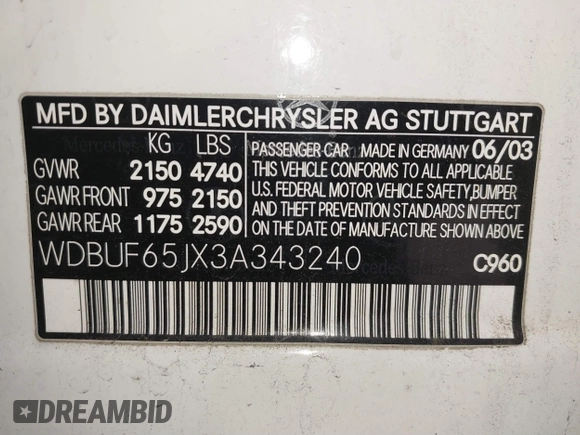 MFD BY DAIMLERCHRYSLER AG STUTTGART
KG LBS
GVWR 2150 4740
GAWR FRONT 975 2150
GAWR REAR 1175 2590
PASSENGER-CAR MADE IN GERMANY 06/03
THIS VEHICLE CONFORMS TO ALL APPLICABLE
U.S. FEDERAL MOTOR VEHICLE SAFETY,BUMPER
AND THEFT PREVENTION STANDARDS IN
EFFECT ON THE DATE OF MANUFACTURE
WDBUF65JX3A343240
C960
DREAMBID